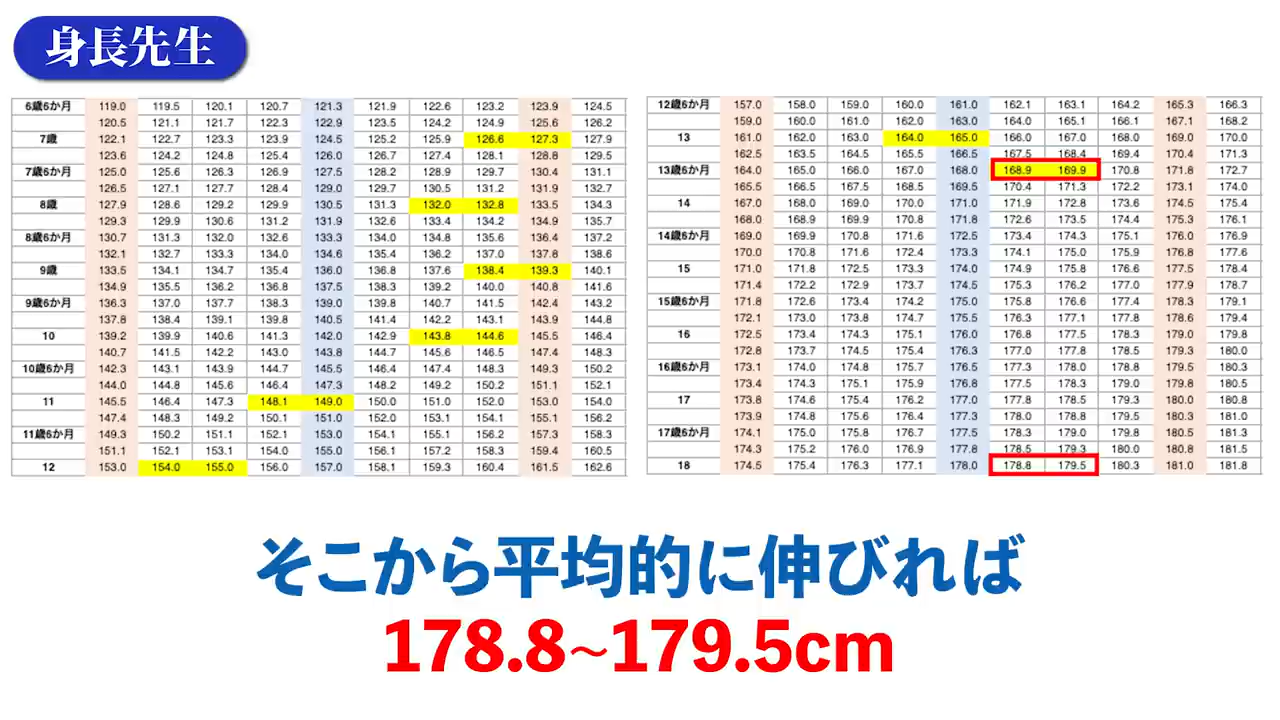 身長先生
6歳6か月 119.0 119.5 120.1 120.7 121.3 121.9 122.6 123.2 123.9 124.5
120.5 121.1 121.7 122.3 122.9 123.5 124.2 124.9 125.6 126.2
7歳 122.1 122.7 123.3 123.9 124.5 125.2 125.9 126.6 127.3 127.9
123.6 124.2 124.8 125.4 126.0 126.7 127.4 128.1 128.8 129.5
7歳6か月 125.0 125.6 126.3 126.9 127.5 128.2 128.9 129.7 130.4 131.1
126.5 127.1 127.7 128.4 129.0 129.7 130.5 131.2 131.9 132.7
8歳 127.9 128.6 129.2 129.9 130.5 131.3 132.0 132.8 133.5 134.3
129.3 129.9 130.6 131.2 131.9 132.6 133.4 134.2 134.9 135.7
8歳6か月 130.7 131.3 132.0 132.6 133.3 134.0 134.8 135.6 136.4 137.2
132.1 132.7 133.3 134.0 134.6 135.4 136.2 137.0 137.8 138.6
9歳 133.5 134.1 134.7 135.4 136.0 136.8 137.6 138.4 139.3 140.1
134.9 135.5 136.2 136.8 137.5 138.3 139.2 140.0 140.8 141.6
9歳6か月 136.3 137.0 137.7 138.3 139.0 139.8 140.7 141.5 142.4 143.2
137.8 138.4 139.1 139.8 140.5 141.4 142.2 143.1 143.9 144.8
10 139.2 139.9 140.6 141.3 142.0 142.9 143.8 144.6 145.5 146.4
140.7 141.5 142.2 143.0 143.8 144.7 145.6 146.5 147.4 148.3
10歳6か月 142.3 143.1 143.9 144.7 145.5 146.4 147.4 148.3 149.3 150.2
144.0 144.8 145.6 146.4 147.3 148.2 149.2 150.2 151.1 152.1
11 145.5 146.4 147.3 148.1 149.0 150.0 151.0 152.0 153.0 154.0
147.4 148.3 149.2 150.1 151.0 152.0 153.1 154.1 155.1 156.2
11歳6か月 149.3 150.2 151.1 152.1 153.0 154.1 155.1 156.2 157.3 158.3
151.1 152.1 153.1 154.0 155.0 156.1 157.2 158.3 159.4 160.5
12 153.0 154.0 155.0 156.0 157.0 158.1 159.3 160.4 161.5 162.6
12歳6か月 157.0 158.0 159.0 160.0 161.0 162.1 163.1 164.2 165.3 166.3
159.0 160.0 161.0 162.0 163.0 164.0 165.1 166.1 167.1 168.2
13 161.0 162.0 163.0 164.0 165.0 166.0 167.0 168.0 169.0 170.0
162.5 163.5 164.5 165.5 166.5 167.5 168.4 169.4 170.4 171.3
13歳6か月 164.0 165.0 166.0 167.0 168.0 168.9 169.9 170.8 171.8 172.7
165.5 166.5 167.5 168.5 169.5 170.4 171.3 172.2 173.1 174.0
14 167.0 168.0 169.0 170.0 171.0 171.9 172.8 173.6 174.5 175.4
168.0 168.9 169.9 170.8 171.8 172.6 173.5 174.4 175.3 176.1
14歳6か月 169.0 169.9 170.8 171.6 172.5 173.4 174.3 175.1 176.0 176.9
170.0 170.8 171.6 172.4 173.3 174.1 175.0 175.9 176.8 177.6
15 171.0 171.8 172.5 173.3 174.0 174.9 175.8 176.6 177.5 178.4
171.4 172.2 172.9 173.7 174.5 175.3 176.2 177.0 177.9 178.7
15歳6か月 171.8 172.6 173.4 174.2 175.0 175.8 176.6 177.4 178.3 179.1
172.1 173.0 173.8 174.7 175.5 176.3 177.1 177.8 178.6 179.4
16 172.5 173.4 174.3 175.1 176.0 176.8 177.5 178.3 179.0 179.8
172.8 173.7 174.5 175.4 176.3 177.0 177.8 178.5 179.3 180.0
16歳6か月 173.1 174.0 174.8 175.7 176.5 177.3 178.0 178.8 179.5 180.3
173.4 174.3 175.1 175.9 176.8 177.5 178.3 179.0 179.8 180.5
17 173.8 174.6 175.4 176.2 177.0 177.8 178.5 179.3 180.0 180.8
173.9 174.8 175.6 176.4 177.3 178.0 178.8 179.5 180.3 181.0
17歳6か月 174.1 175.0 175.8 176.7 177.5 178.3 179.0 179.8 180.5 181.3
174.3 175.2 176.0 176.9 177.8 178.5 179.3 180.0 180.8 181.5
18 174.5 175.4 176.3 177.1 178.0 178.8 179.5 180.3 181.0 181.8
そこから平均的に伸びれば
178.8~179.5cm